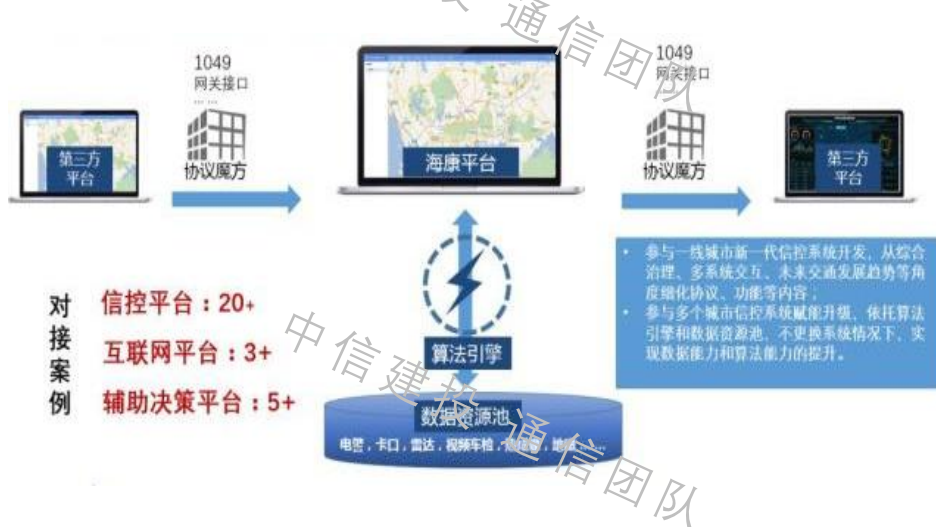 通信团队
1049
网关接口
... ...
协议魔方
第三方
平台
海康平台
1049
网关接口
协议魔方
第三方
平台
算法引擎
数据资源池
电警，卡口，雷达，视频车检，
对接案例
信控平台：20+
互联网平台：3+
辅助决策平台：5+
• 参与一线城市新一代信控系统开发，从综合
治理、多系统交互、未来交通发展趋势等角
度细化协议、功能等内容；
• 参与多个城市信控系统赋能升级、依托算法
引擎和数据资源池，不更换系统情况下，实
现数据能力和算法能力的提升。
中信建投 通信团队